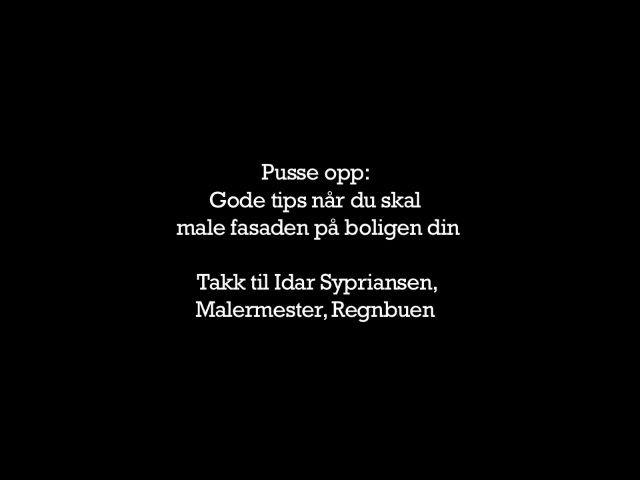 Pusse opp:
Gode tips når du skal
male fasaden på boligen din
Takk til Idar Sypriansen,
Malermester, Regnbuen